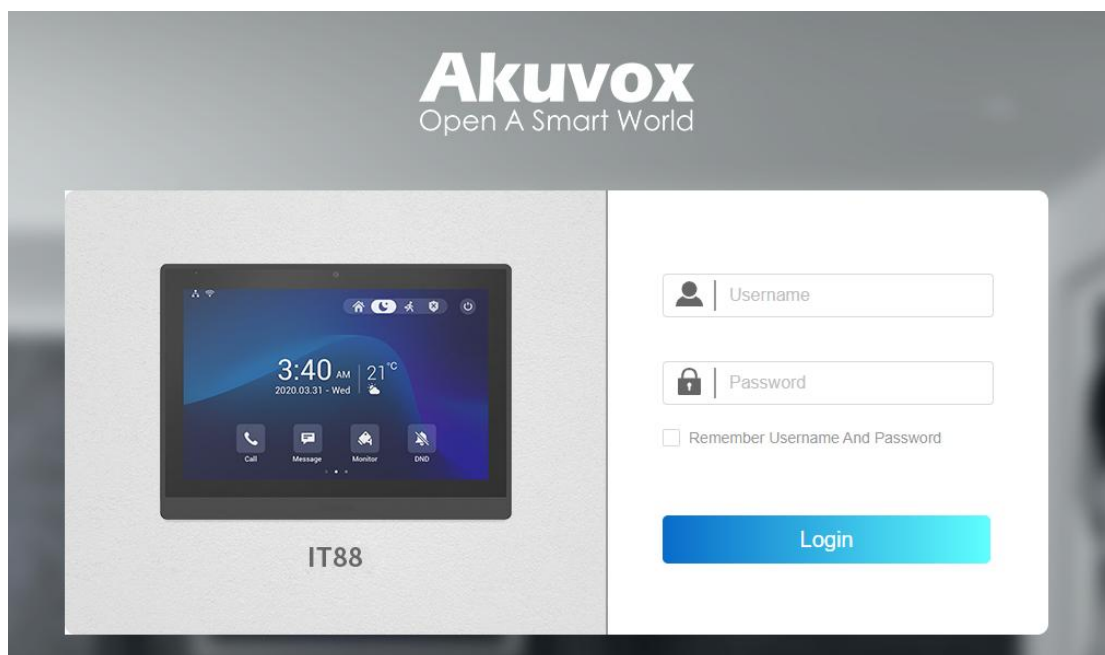 Akuvox
Open A Smart World
3:40 AM 21°C
2020.03.31 - Wed
Call Message Monitor DND
IT88
Username
Password
Remember Username And Password
Login